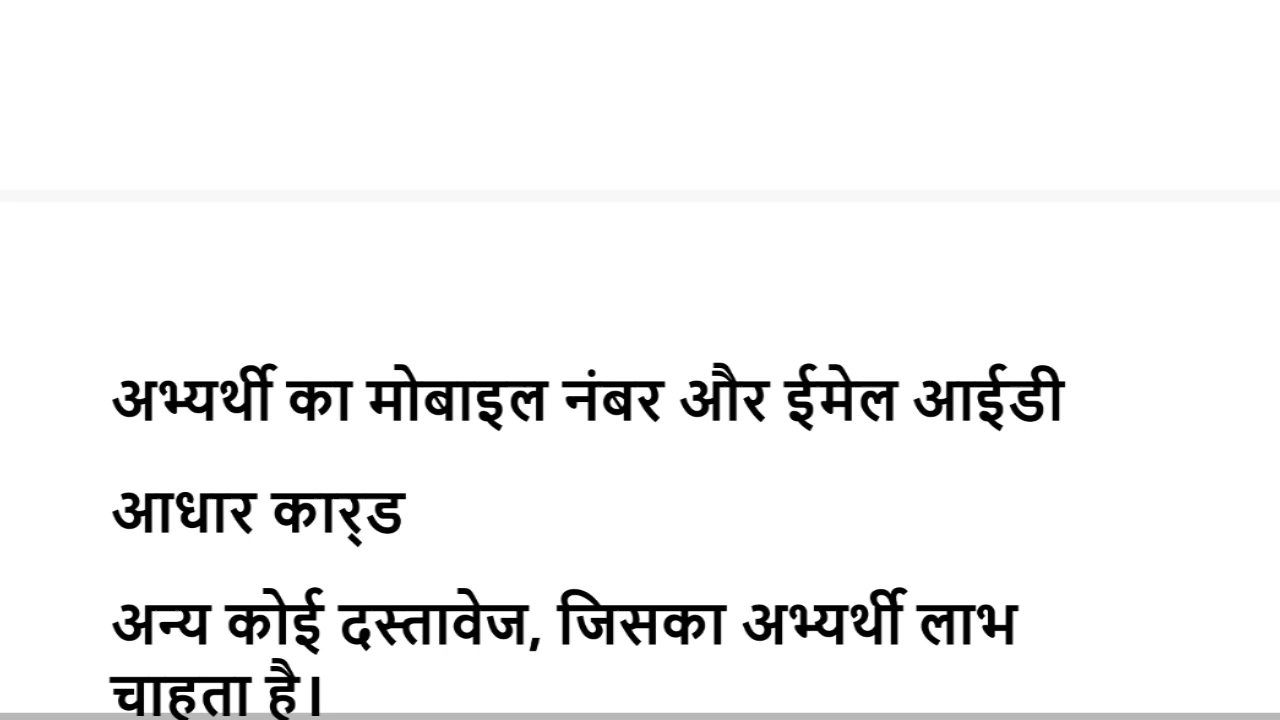 अभ्यर्थी का मोबाइल नंबर और ईमेल आईडी
आधार कार्‌ड
अन्य कोई दस्तावेज, जिसका अभ्यर्थी लाभ
चाहता है।